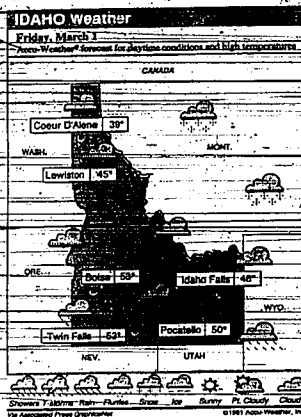 IDAHO Weather
Friday, March 1
Accu-Weather® forecast for daytime conditions and high temperatures
CANADA
Coeur D'Alene 39°
WASH. MONT.
Lewiston 45°
ORE.
Boise 53° Idaho Falls 46°
WYO.
Twin Falls 53° Pocatello 50°
NEV. UTAH
Showers T-storms Rain Flurries Snow Ice Sunny Pt. Cloudy Cloudy
Via Associated Press GraphicsNet ©1991 Accu-Weather, Inc.